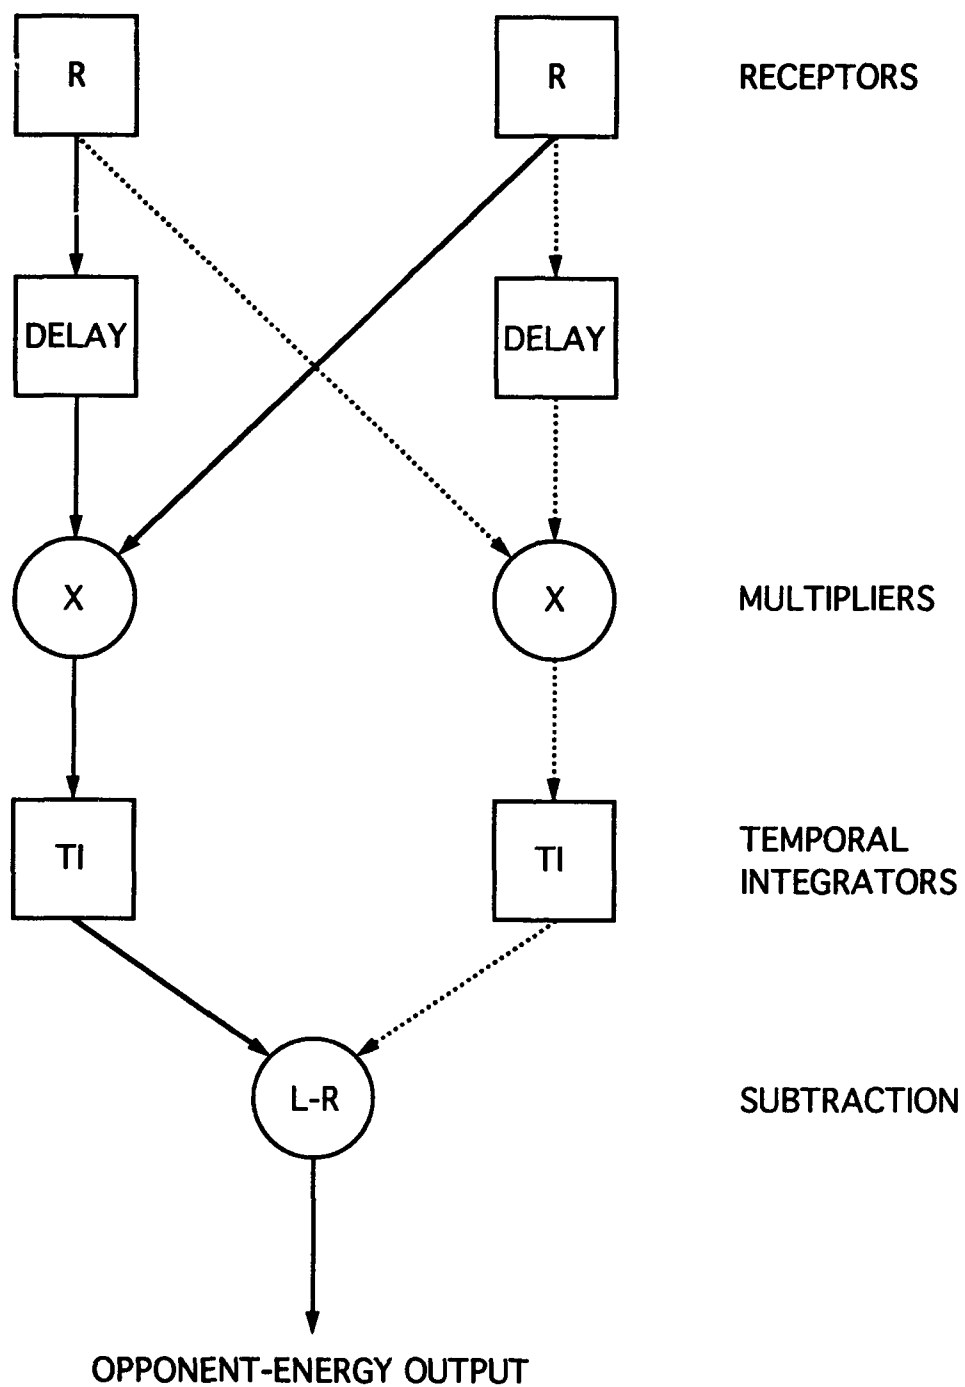 R
R
RECEPTORS
DELAY
DELAY
X
X
MULTIPLIERS
TI
TI
TEMPORAL
INTEGRATORS
L-R
SUBTRACTION
OPPONENT-ENERGY OUTPUT